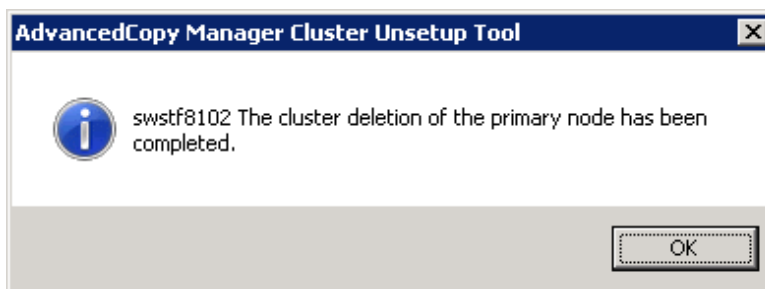 AdvancedCopy Manager Cluster Unsetup Tool
swstf8102 The cluster deletion of the primary node has been
completed.
OK